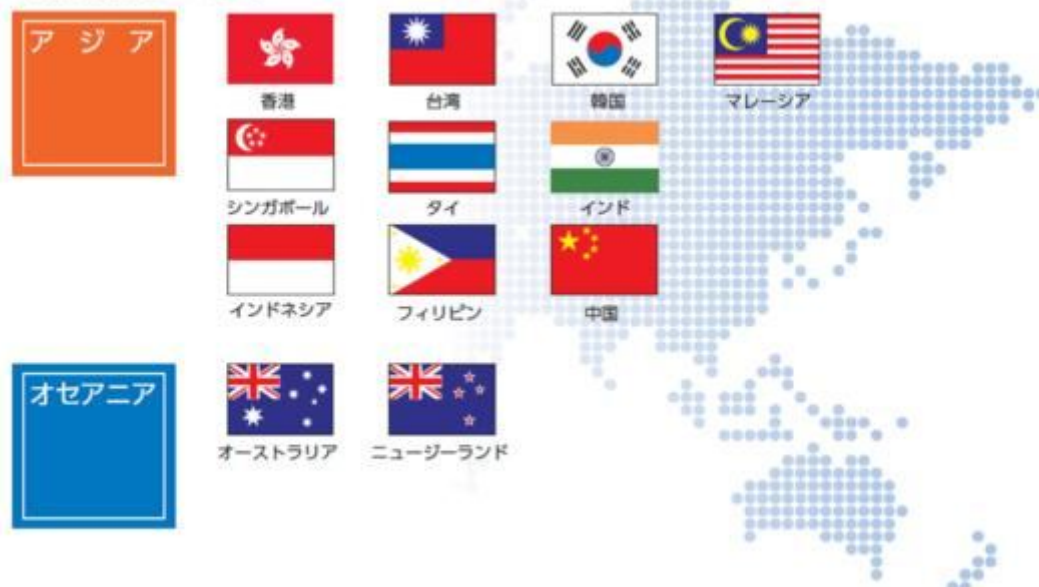 アジア
香港
台湾
韓国
マレーシア
シンガポール
タイ
インド
インドネシア
フィリピン
中国
オセアニア
オーストラリア
ニュージーランド